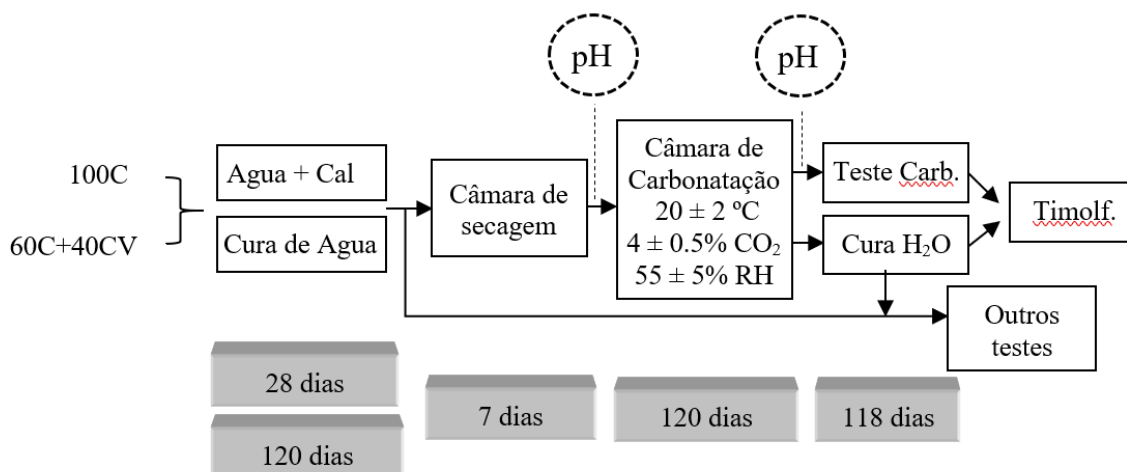 pH
pH
100C
60C+40CV
Agua + Cal
Cura de Agua
Câmara de
secagem
Câmara de
Carbonatação
20 ± 2 ºC
4 ± 0.5% CO₂
55 ± 5% RH
Teste Carb.
Cura H₂O
Timolf.
Outros
testes
28 dias
120 dias
7 dias
120 dias
118 dias